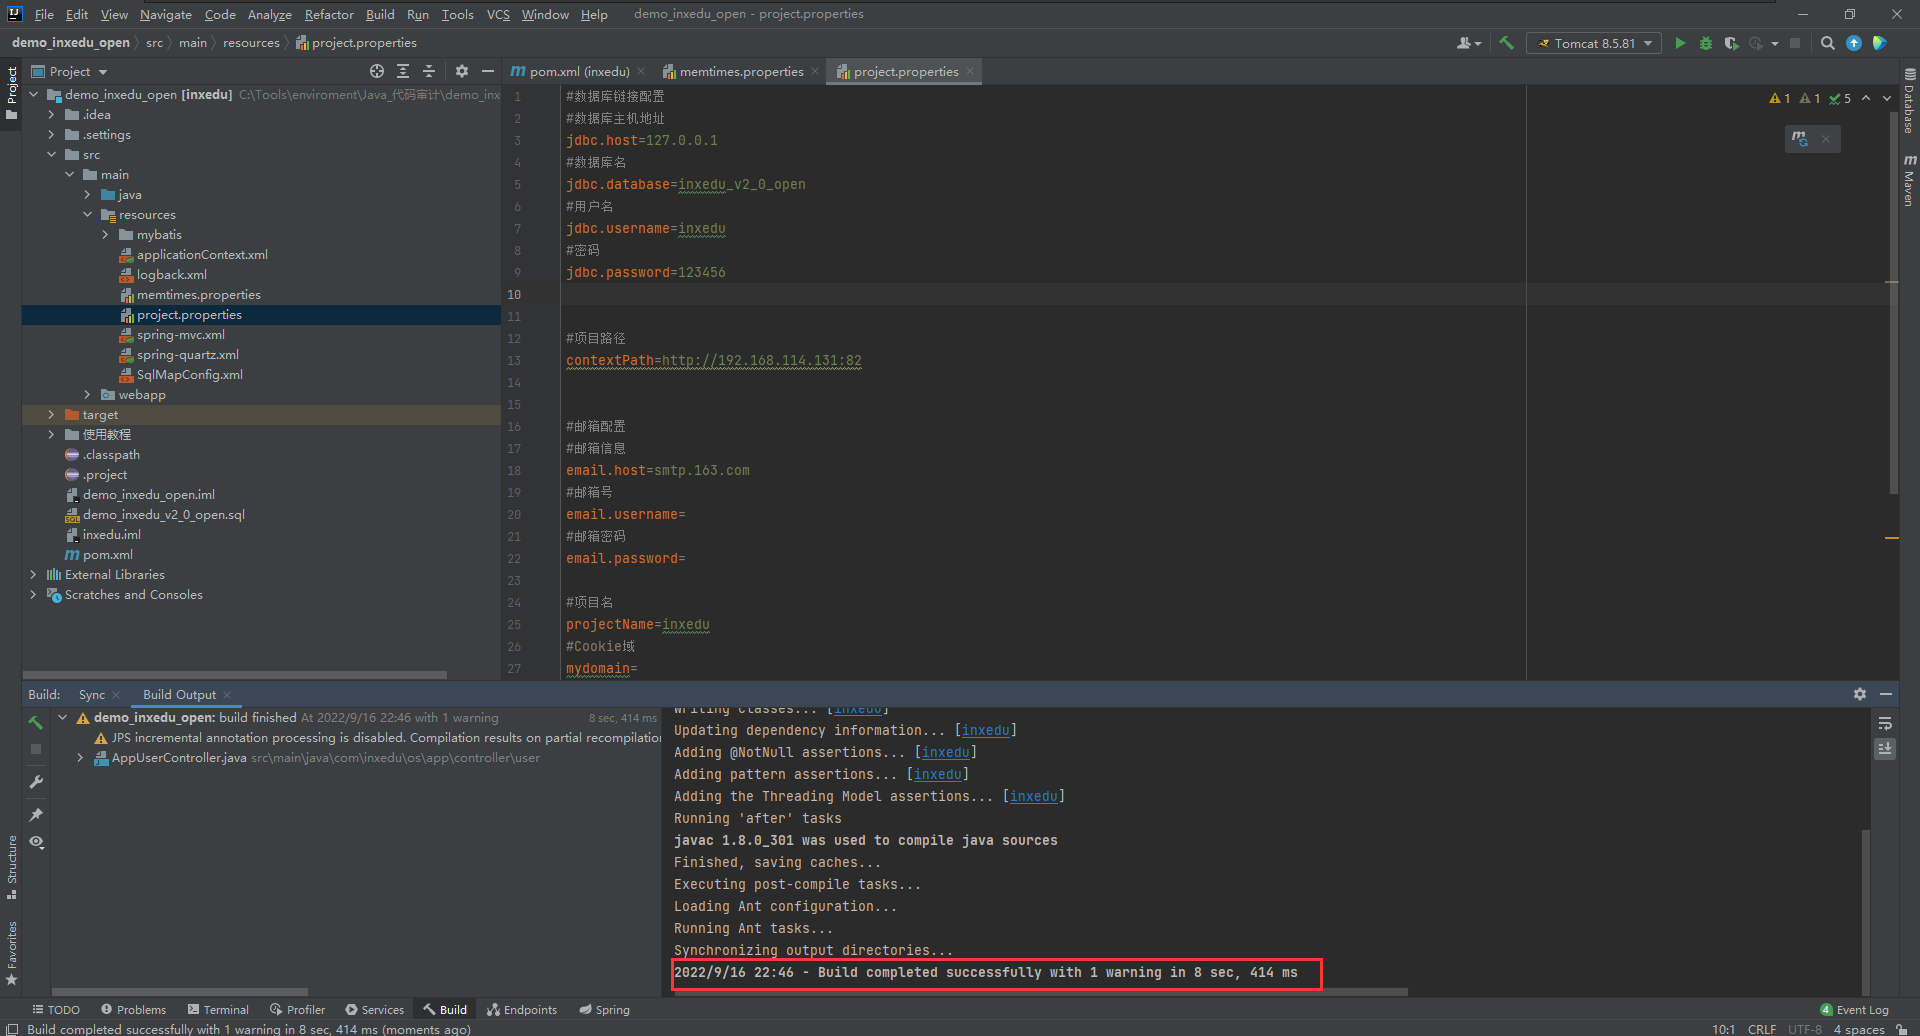 File Edit View Navigate Code Analyze Refactor Build Run Tools VCS Window Help demo_inxedu_open - project.properties
demo_inxedu_open src main resources project.properties
Tomcat 8.5.81
Project
pom.xml (inxedu)
memtimes.properties
project.properties
Project
demo_inxedu_open [inxedu] C:\Tools\enviroment\Java_代码审计\demo_inx
.idea
.settings
src
main
java
resources
mybatis
applicationContext.xml
logback.xml
memtimes.properties
project.properties
spring-mvc.xml
spring-quartz.xml
SqlMapConfig.xml
webapp
target
使用教程
.classpath
.project
demo_inxedu_open.iml
demo_inxedu_v2_0_open.sql
inxedu.iml
pom.xml
External Libraries
Scratches and Consoles
1 #数据库链接配置
2 #数据库主机地址
3 jdbc.host=127.0.0.1
4 #数据库名
5 jdbc.database=inxedu_v2_0_open
6 #用户名
7 jdbc.username=inxedu
8 #密码
9 jdbc.password=123456
10
11
12 #项目路径
13 contextPath=http://192.168.114.131:82
14
15
16 #邮箱配置
17 #邮箱信息
18 email.host=smtp.163.com
19 #邮箱号
20 email.username=
21 #邮箱密码
22 email.password=
23
24 #项目名
25 projectName=inxedu
26 #Cookie域
27 mydomain=
1 1 5
Database
Maven
Build: Sync Build Output
demo_inxedu_open: build finished At 2022/9/16 22:46 with 1 warning 8 sec, 414 ms
JPS incremental annotation processing is disabled. Compilation results on partial recompilation
AppUserController.java src\main\java\com\inxedu\os\app\controller\user
Writing classes... [inxedu]
Updating dependency information... [inxedu]
Adding @NotNull assertions... [inxedu]
Adding pattern assertions... [inxedu]
Adding the Threading Model assertions... [inxedu]
Running 'after' tasks
javac 1.8.0_301 was used to compile java sources
Finished, saving caches...
Executing post-compile tasks...
Loading Ant configuration...
Running Ant tasks...
Synchronizing output directories...
2022/9/16 22:46 - Build completed successfully with 1 warning in 8 sec, 414 ms
Structure
Favorites
TODO Problems Terminal Profiler Services Build Endpoints Spring 4 Event Log
Build completed successfully with 1 warning in 8 sec, 414 ms (moments ago) 10:1 CRLF UTF-8 4 spaces